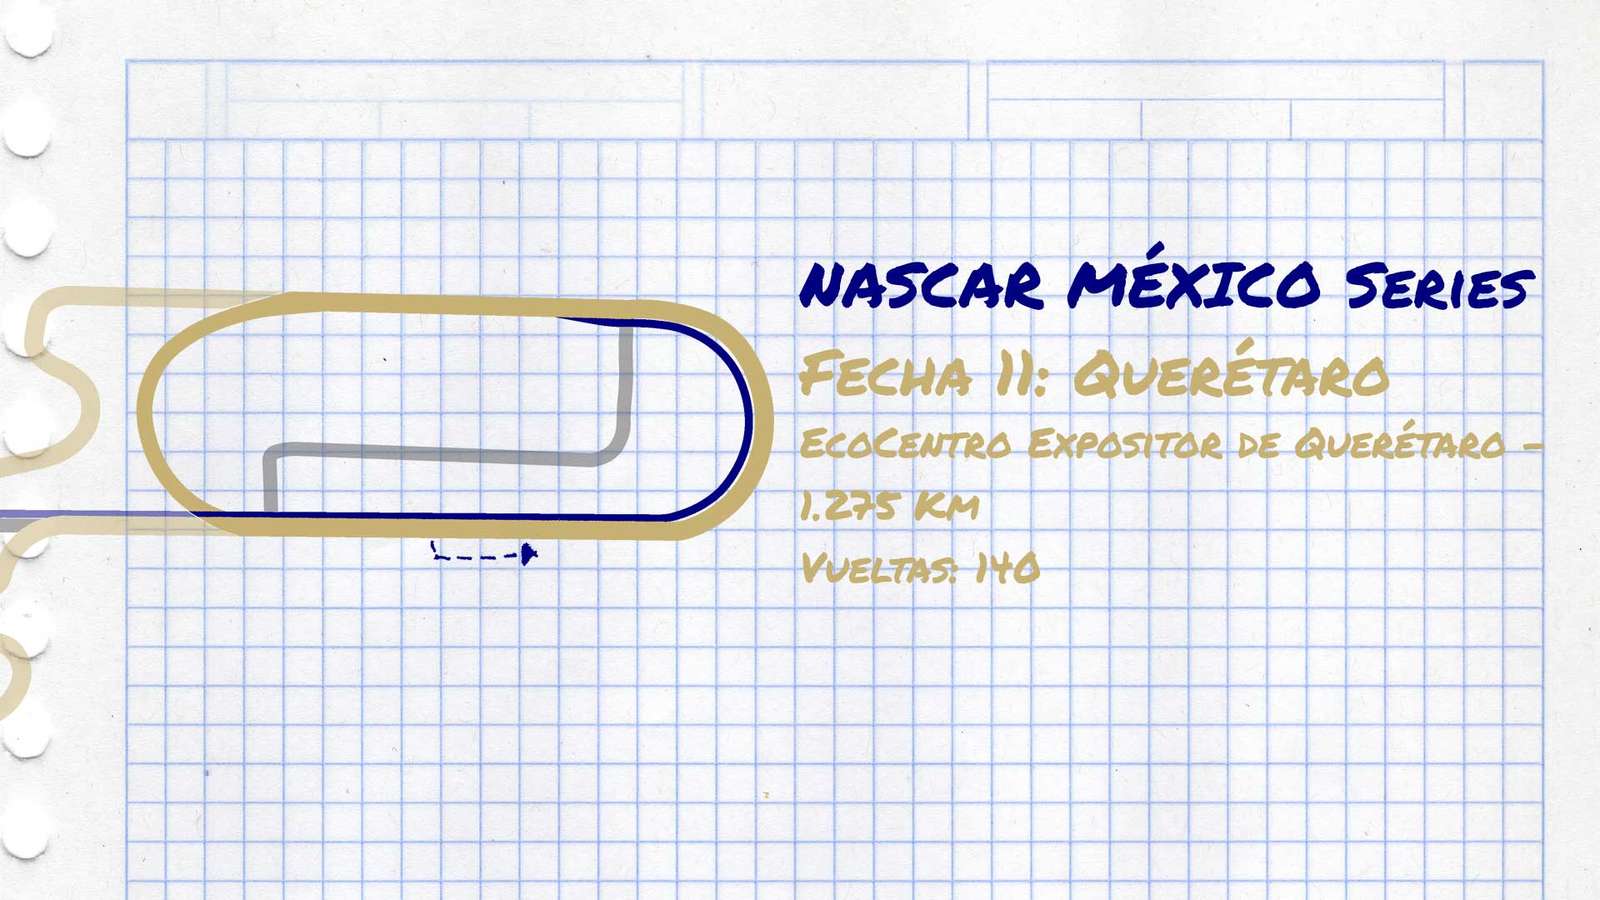 NASCAR MÉXICO Series
Fecha 11: Querétaro
EcoCentro Expositor de Querétaro -
1.275 Km
Vueltas: 140